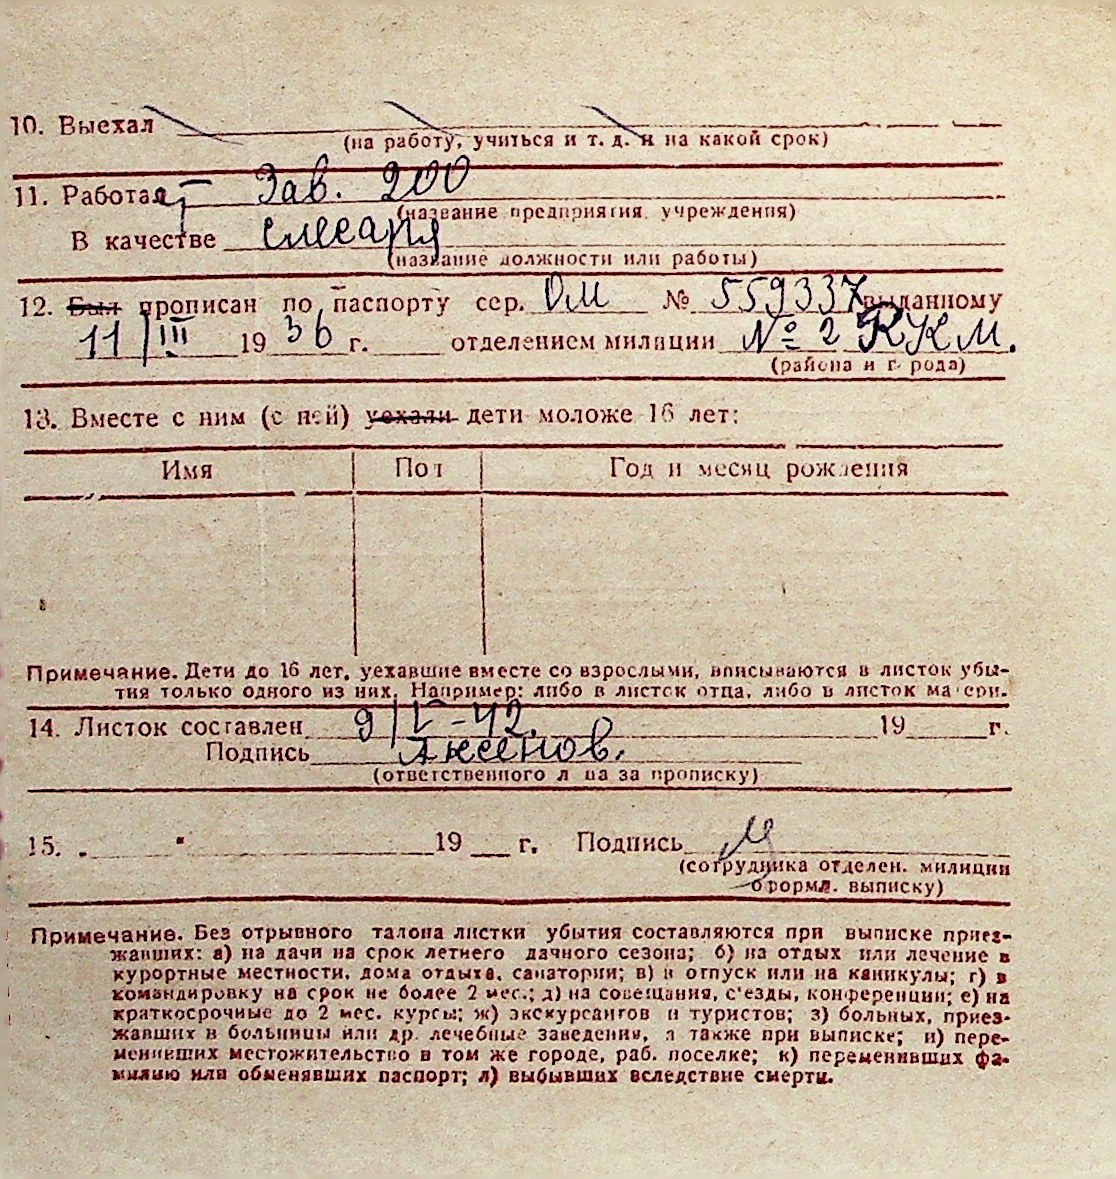 10. Выехал
(на работу, учиться и т. д. и на какой срок)
11. Работал Зав. 200
(название предприятия, учреждения)
В качестве слесаря
(название должности или работы)
12. Был прописан по паспорту сер. ОМ № 559337 выданному
11/III 1936 г. отделением милиции № 2 РКМ.
(района и города)
13. Вместе с ним (с ней) уехали дети моложе 16 лет:
Имя Пол Год и месяц рождения
Примечание. Дети до 16 лет, уехавшие вместе со взрослыми, вписываются в листок убы-
тия только одного из них. Например: либо в листок отца, либо в листок матери.
14. Листок составлен 9/V-42. 19 г.
Подпись Аксенов.
(ответственного лица за прописку)
15. „ " 19 г. Подпись
(сотрудника отделен. милиции
оформл. выписку)
Примечание. Без отрывного талона листки убытия составляются при выписке приез-
жавших: а) на дачи на срок летнего дачного сезона; б) на отдых или лечение в
курортные местности, дома отдыха, санатории; в) в отпуск или на каникулы; г) в
командировку на срок не более 2 мес.; д) на совещания, с'езды, конференции; е) на
краткосрочные до 2 мес. курсы; ж) экскурсантов и туристов; з) больных, приез-
жавших в больницы или др. лечебные заведения, а также при выписке; и) пере-
менивших местожительство в том же городе, раб. поселке; к) переменивших фа-
милию или обменявших паспорт; л) выбывших вследствие смерти.